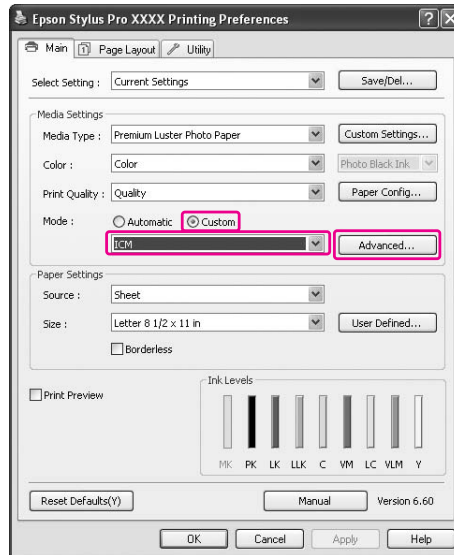 Epson Stylus Pro XXXX Printing Preferences
Main Page Layout Utility
Select Setting : Current Settings Save/Del...
Media Settings
Media Type : Premium Luster Photo Paper Custom Settings...
Color : Color Photo Black Ink
Print Quality : Quality Paper Config...
Mode : Automatic Custom
ICM Advanced...
Paper Settings
Source : Sheet
Size : Letter 8 1/2 x 11 in User Defined...
Borderless
Print Preview
Ink Levels
MK PK LK LLK C VM LC VLM Y
Reset Defaults(Y) Manual Version 6.60
OK Cancel Apply Help